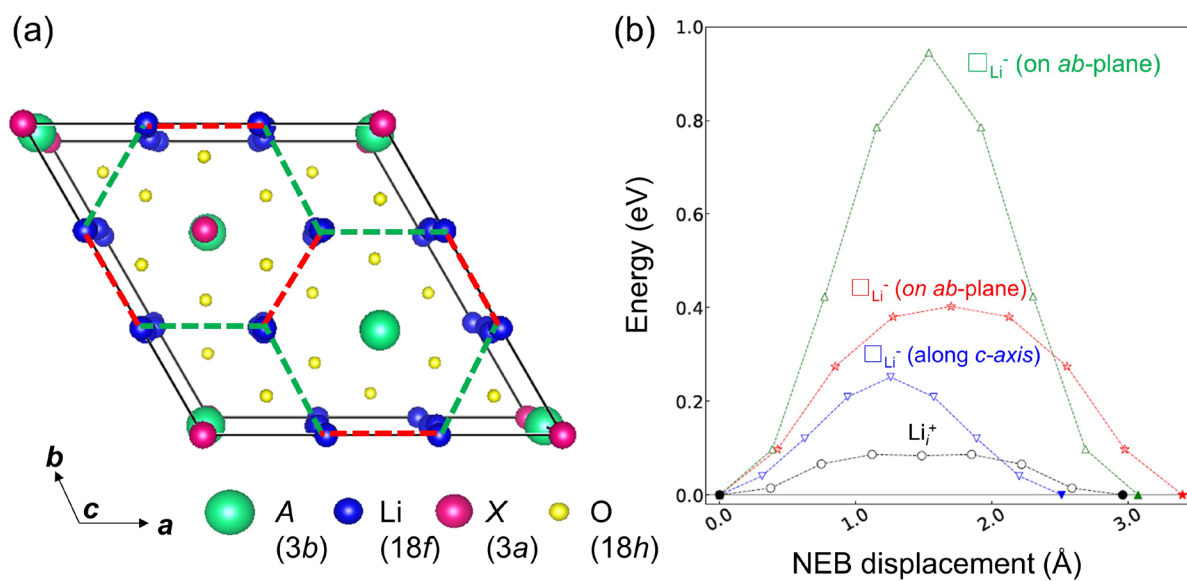 (a)
b
c
a
A
(3b)
Li
(18f)
X
(3a)
O
(18h)
(b)
Energy (eV)
1.0
0.8
0.6
0.4
0.2
0.0
0.0
1.0
2.0
3.0
NEB displacement (Å)
□Li- (on ab-plane)
□Li- (on ab-plane)
□Li- (along c-axis)
Lii+